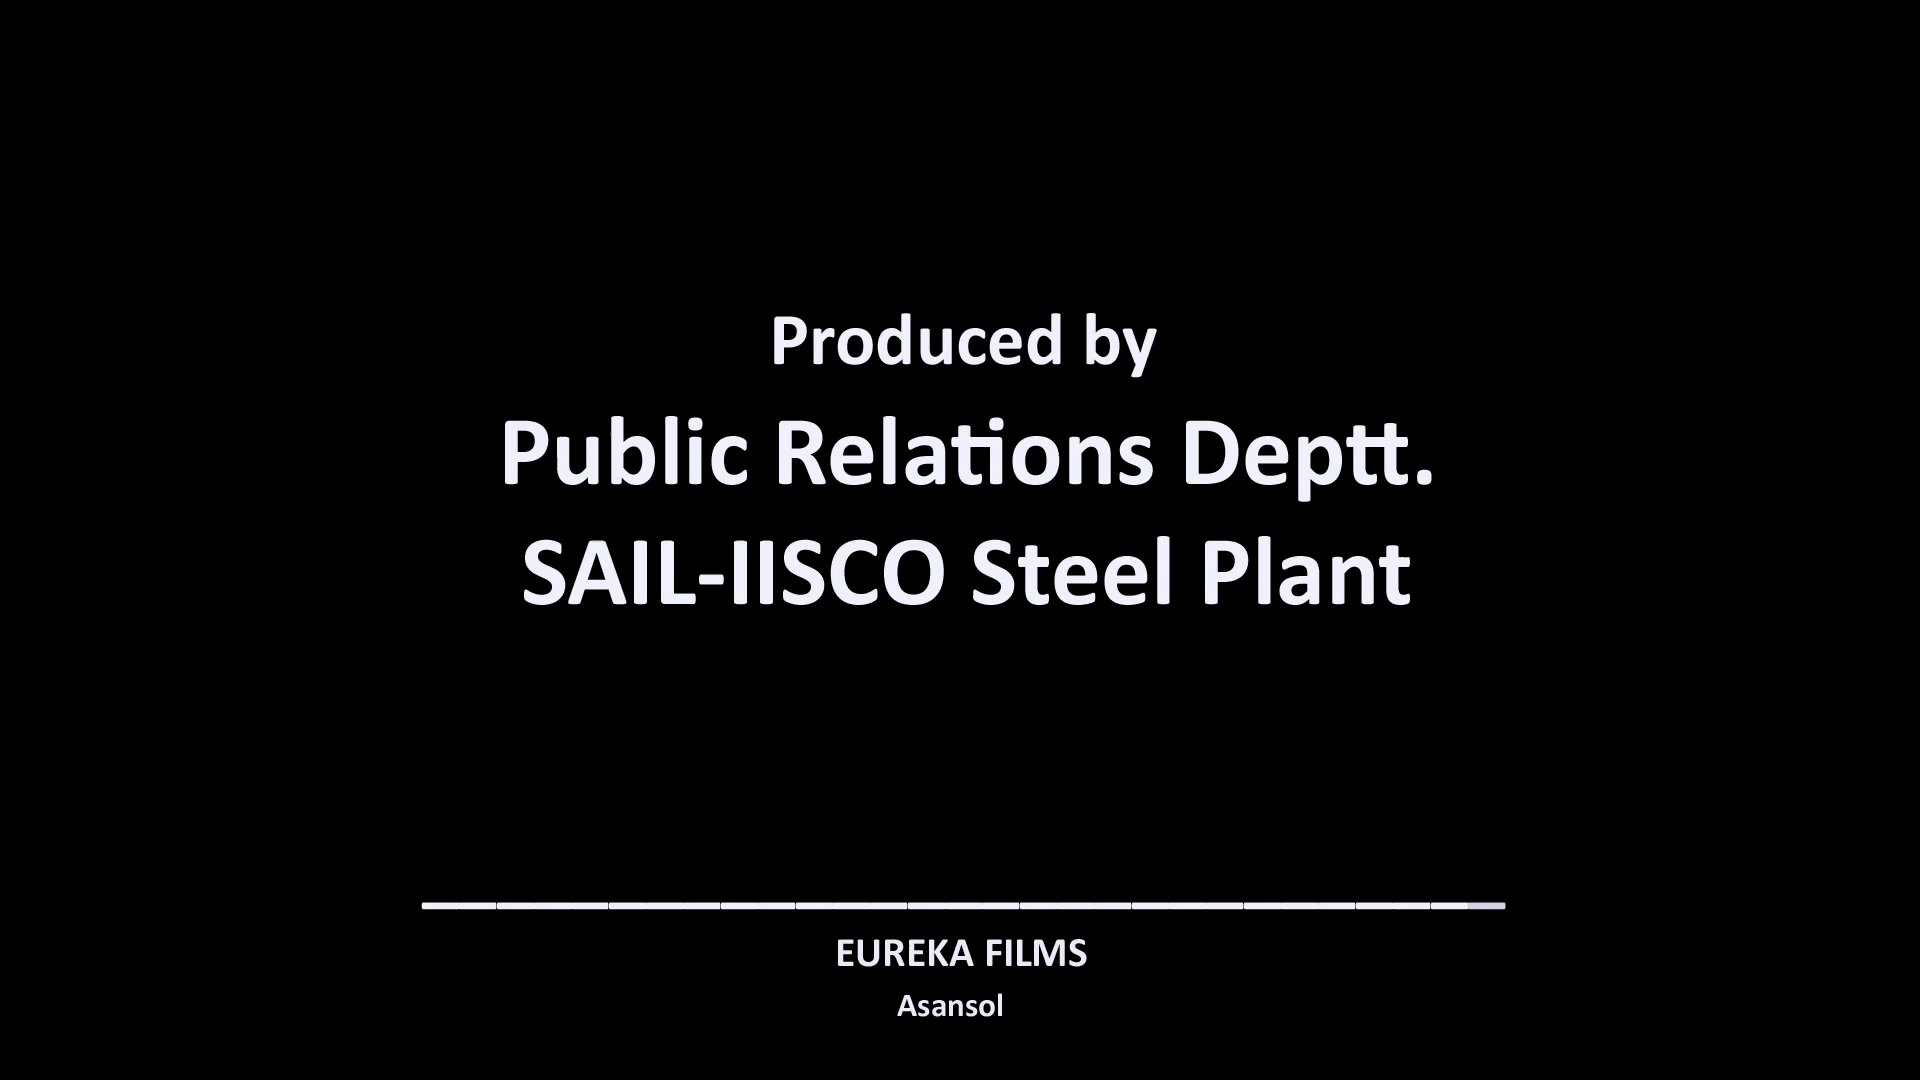 Produced by
Public Relations Deptt.
SAIL-IISCO Steel Plant
EUREKA FILMS
Asansol